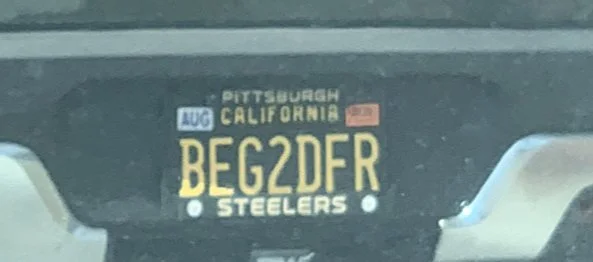 PITTSBURGH
AUG CALIFORNIA
BEG2DFR
STEELERS